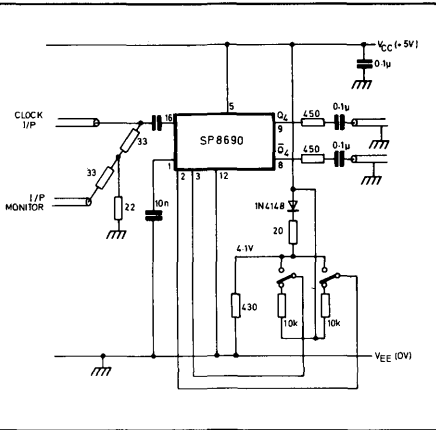 VCC (+5V)
0·1μ
5
CLOCK
I/P
16
SP8690
Q4
9
450
0·1μ
33
1
Q̅4
8
450
0·1μ
2
3
12
33
I/P
MONITOR
22
10n
1N4148
20
4·1V
430
10k
10k
VEE (0V)